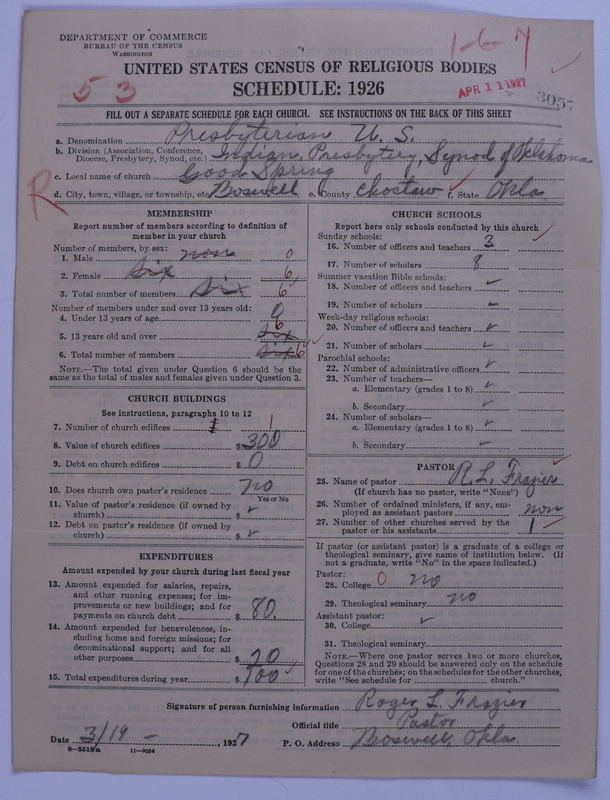 DEPARTMENT OF COMMERCE
BUREAU OF THE CENSUS
WASHINGTON
1-6-7
53
APR 11 1927
3057
UNITED STATES CENSUS OF RELIGIOUS BODIES
SCHEDULE: 1926
FILL OUT A SEPARATE SCHEDULE FOR EACH CHURCH. SEE INSTRUCTIONS ON THE BACK OF THIS SHEET
a. Denomination Presbyterian U. S.
b. Division (Association, Conference, Diocese, Presbytery, Synod, etc.) Indian Presbytery, Synod of Oklahoma
c. Local name of church Good Spring
R
d. City, town, village, or township, etc. Boswell e. County Choctaw f. State Okla
MEMBERSHIP
Report number of members according to definition of
member in your church
Number of members, by sex:
1. Male non 0
2. Female six 6
3. Total number of members six 6
Number of members under and over 13 years old:
4. Under 13 years of age 0
5. 13 years old and over six 6
6. Total number of members six 6
NOTE.—The total given under Question 6 should be the
same as the total of males and females given under Question 3.
CHURCH BUILDINGS
See instructions, paragraphs 10 to 12
7. Number of church edifices 1
8. Value of church edifices $ 300
9. Debt on church edifices $ 0
10. Does church own pastor's residence no
Yes or No
11. Value of pastor's residence (if owned by
church) $
12. Debt on pastor's residence (if owned by
church) $
EXPENDITURES
Amount expended by your church during last fiscal year
13. Amount expended for salaries, repairs,
and other running expenses; for im-
provements or new buildings; and for
payments on church debt $ 80.
14. Amount expended for benevolences, in-
cluding home and foreign missions; for
denominational support; and for all
other purposes $ 20
15. Total expenditures during year $ 100
CHURCH SCHOOLS
Report here only schools conducted by this church
Sunday schools:
16. Number of officers and teachers 3
17. Number of scholars 8
Summer vacation Bible schools:
18. Number of officers and teachers
19. Number of scholars
Week-day religious schools:
20. Number of officers and teachers
21. Number of scholars
Parochial schools:
22. Number of administrative officers
23. Number of teachers—
a. Elementary (grades 1 to 8)
b. Secondary
24. Number of scholars—
a. Elementary (grades 1 to 8)
b. Secondary
PASTOR
25. Name of pastor R. L. Frazier
(If church has no pastor, write "None")
26. Number of ordained ministers, if any, em-
ployed as assistant pastors non
27. Number of other churches served by the
pastor or his assistants 1
If pastor (or assistant pastor) is a graduate of a college or
theological seminary, give name of institution below. (If
not a graduate, write "No" in the space indicated.)
Pastor:
28. College 0 no
29. Theological seminary no
Assistant pastor:
30. College
31. Theological seminary
NOTE.—Where one pastor serves two or more churches,
Questions 28 and 29 should be answered only on the schedule
for one of the churches; on the schedules for the other churches,
write "See schedule for church."
Signature of person furnishing information Roger L. Frazier
Official title Pastor
Date 3/19 - , 1927 P. O. Address Boswell, Okla.
8-5513a 11-9584